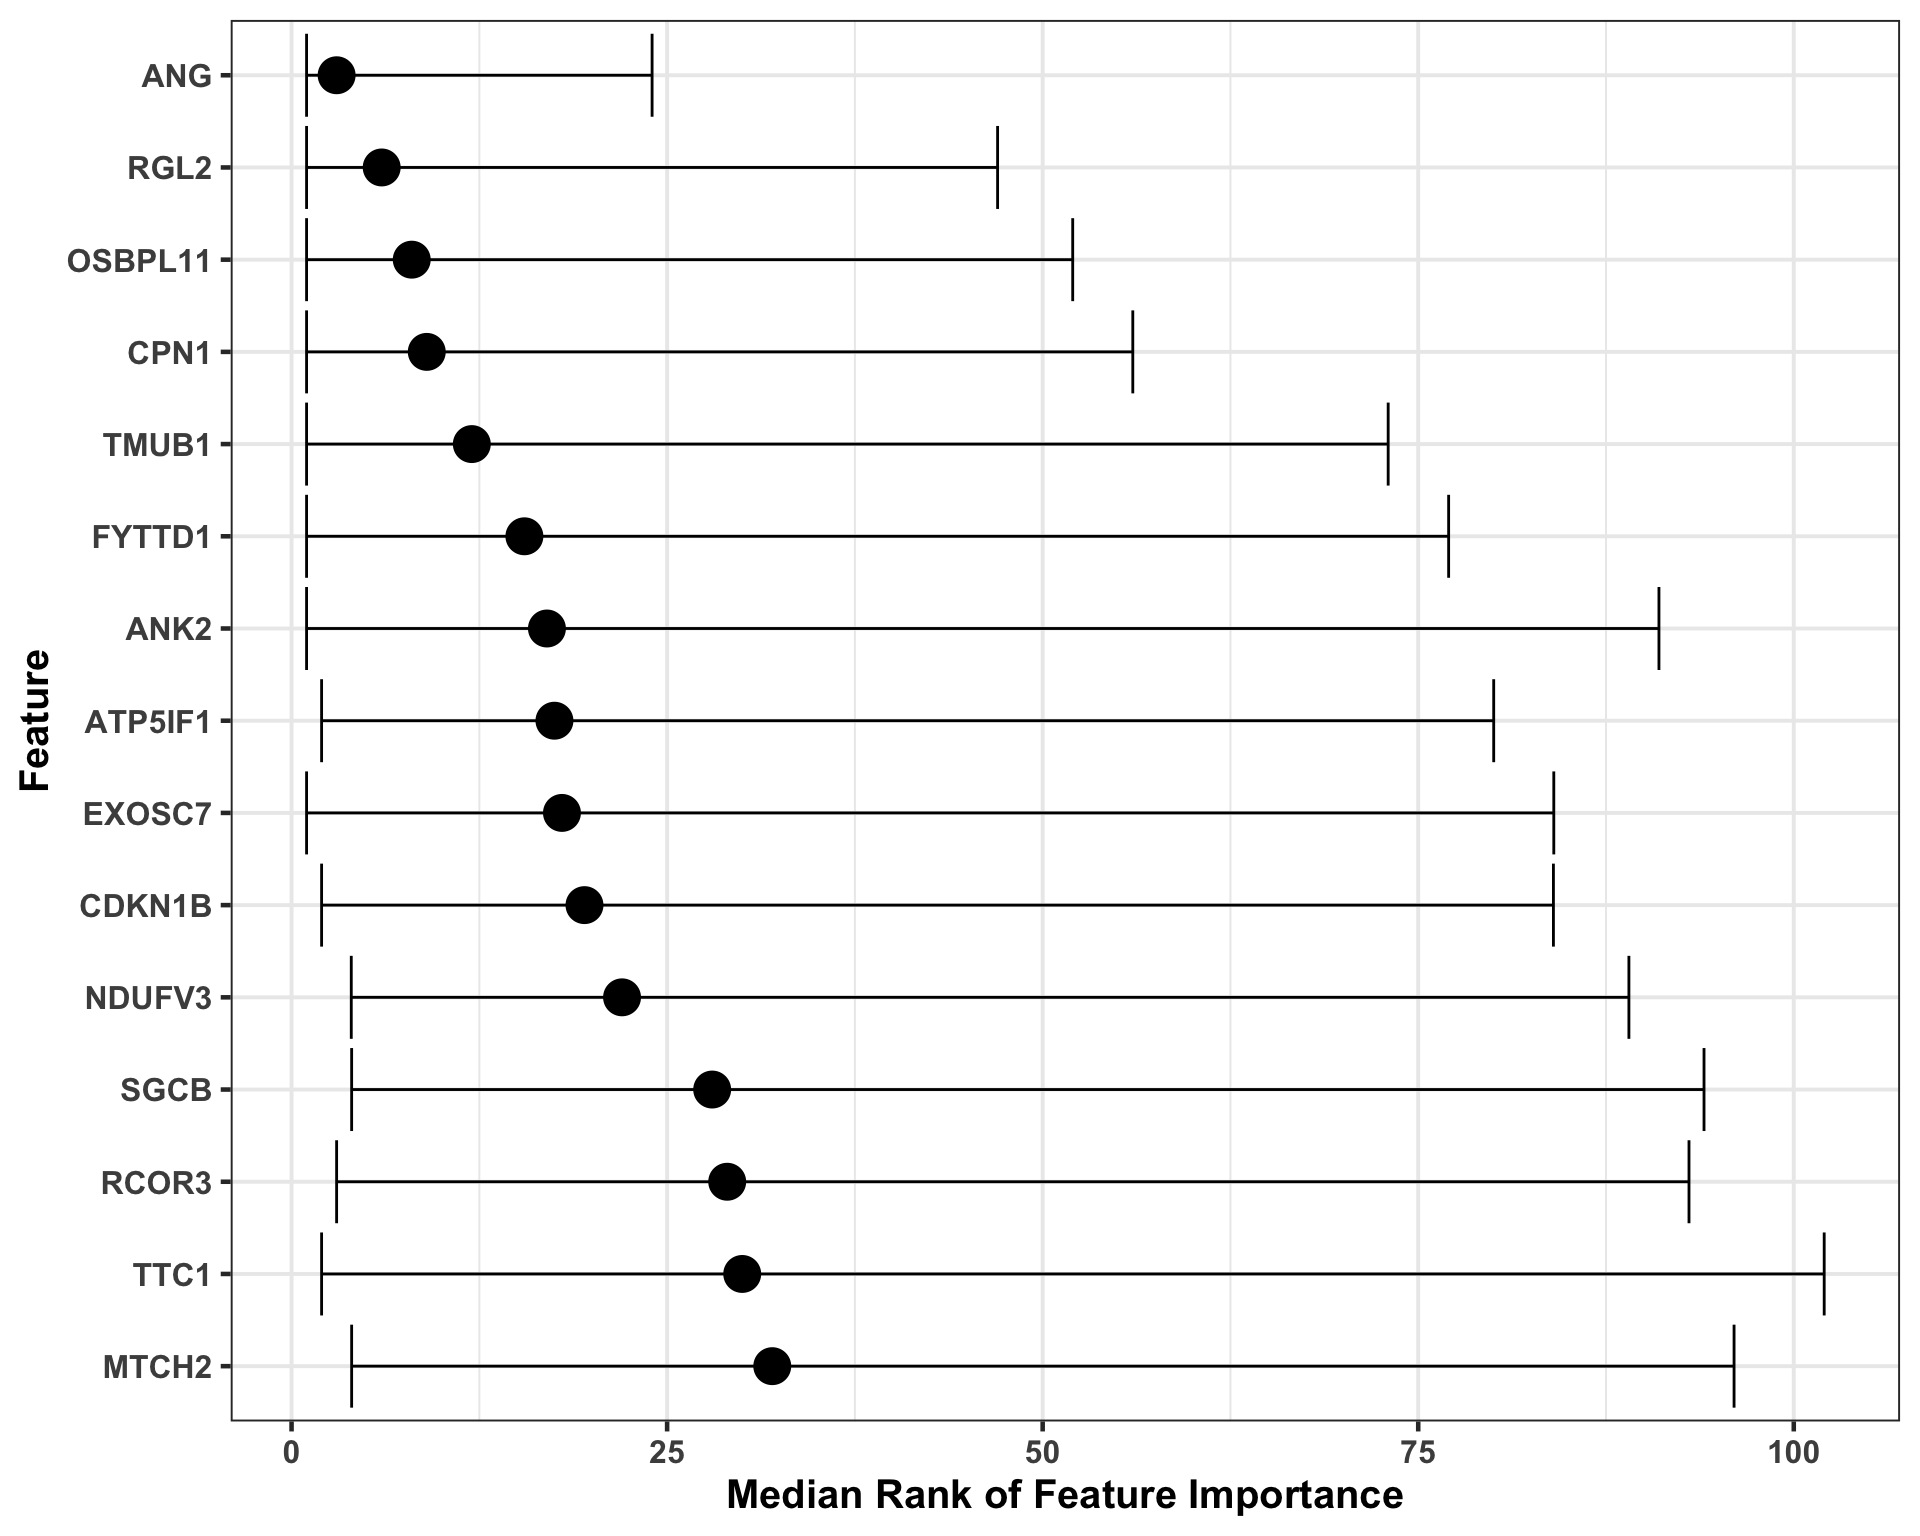 ANG
RGL2
OSBPL11
CPN1
TMUB1
FYTTD1
ANK2
ATP5IF1
EXOSC7
CDKN1B
NDUFV3
SGCB
RCOR3
TTC1
MTCH2
Feature
0 25 50 75 100
Median Rank of Feature Importance